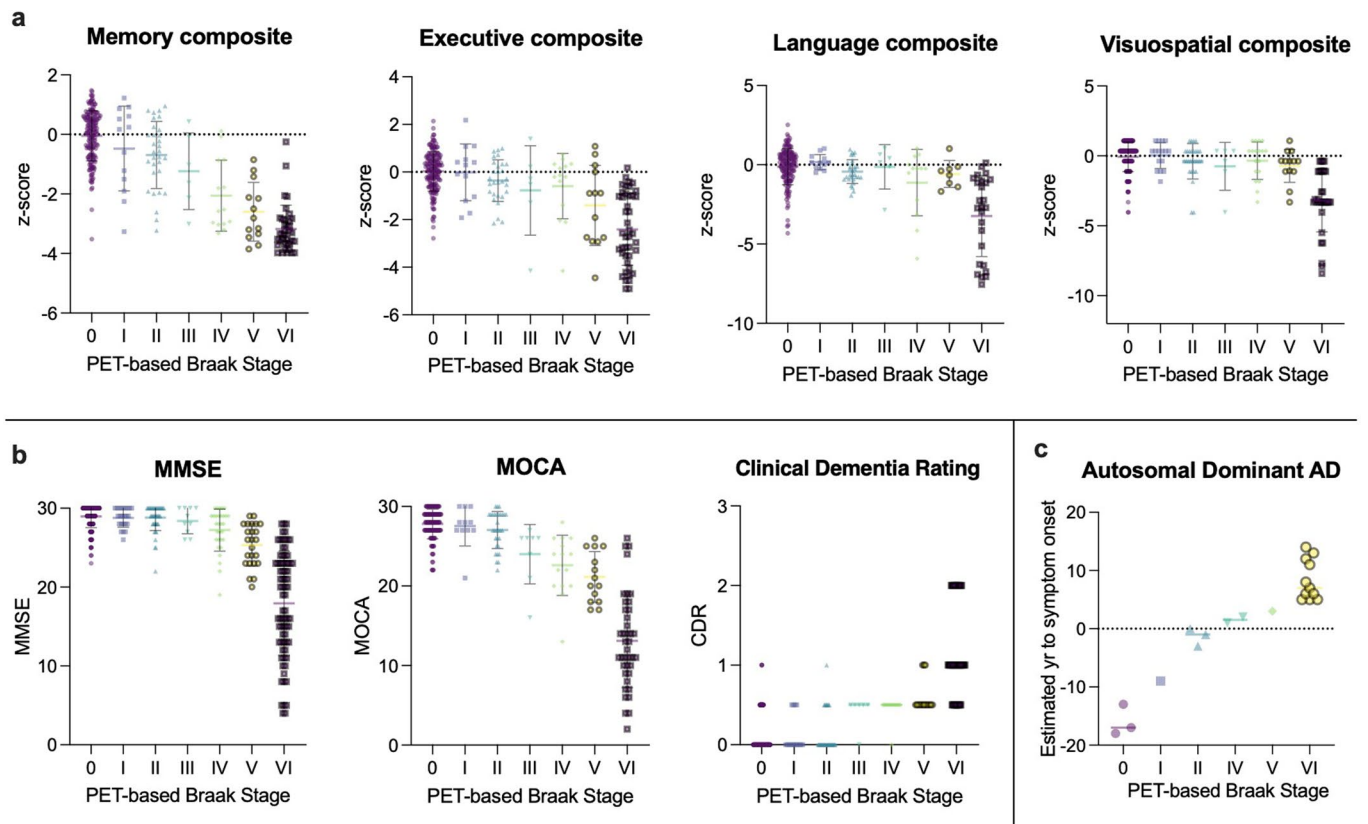 a
Memory composite
2
0
-2
-4
-6
z-score
0 I II III IV V VI
PET-based Braak Stage
Executive composite
4
2
0
-2
-4
-6
z-score
0 I II III IV V VI
PET-based Braak Stage
Language composite
5
0
-5
-10
z-score
0 I II III IV V VI
PET-based Braak Stage
Visuospatial composite
5
0
-5
-10
z-score
0 I II III IV V VI
PET-based Braak Stage
b
MMSE
30
20
10
0
MMSE
0 I II III IV V VI
PET-based Braak Stage
MOCA
30
20
10
0
MOCA
0 I II III IV V VI
PET-based Braak Stage
Clinical Dementia Rating
3
2
1
0
CDR
0 I II III IV V VI
PET-based Braak Stage
c
Autosomal Dominant AD
20
10
0
-10
-20
Estimated yr to symptom onset
0 I II IV V VI
PET-based Braak Stage